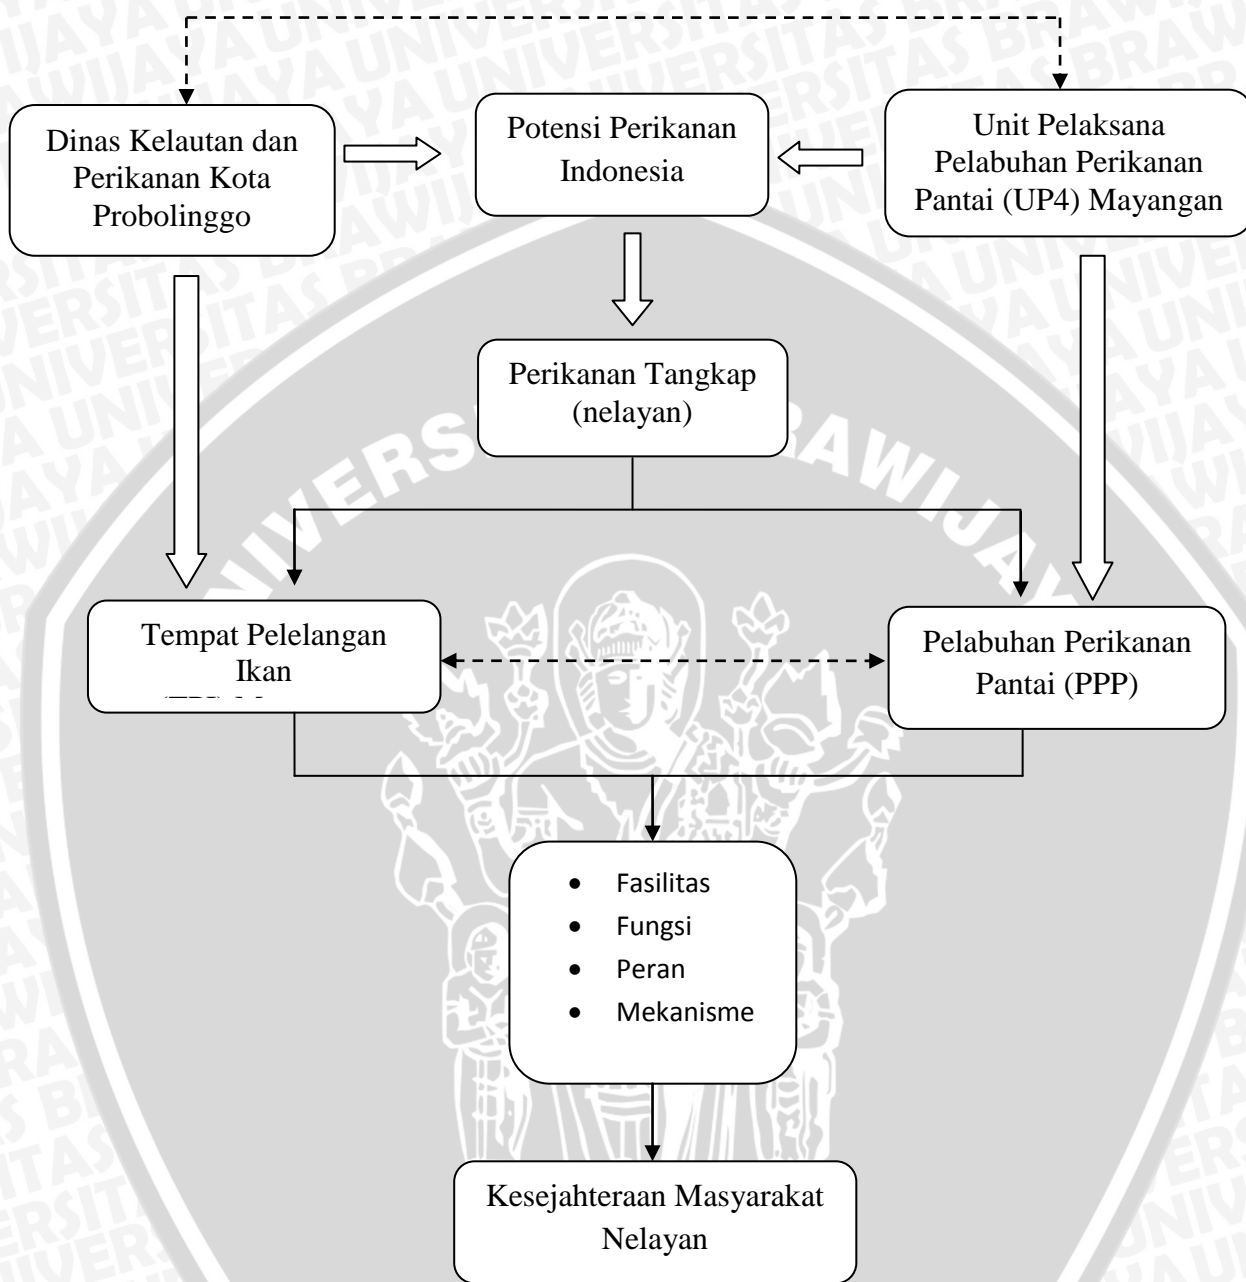 Dinas Kelautan dan
Perikanan Kota
Probolinggo
Potensi Perikanan
Indonesia
Unit Pelaksana
Pelabuhan Perikanan
Pantai (UP4) Mayangan
Perikanan Tangkap
(nelayan)
Tempat Pelelangan
Ikan
Pelabuhan Perikanan
Pantai (PPP)
• Fasilitas
• Fungsi
• Peran
• Mekanisme
Kesejahteraan Masyarakat
Nelayan